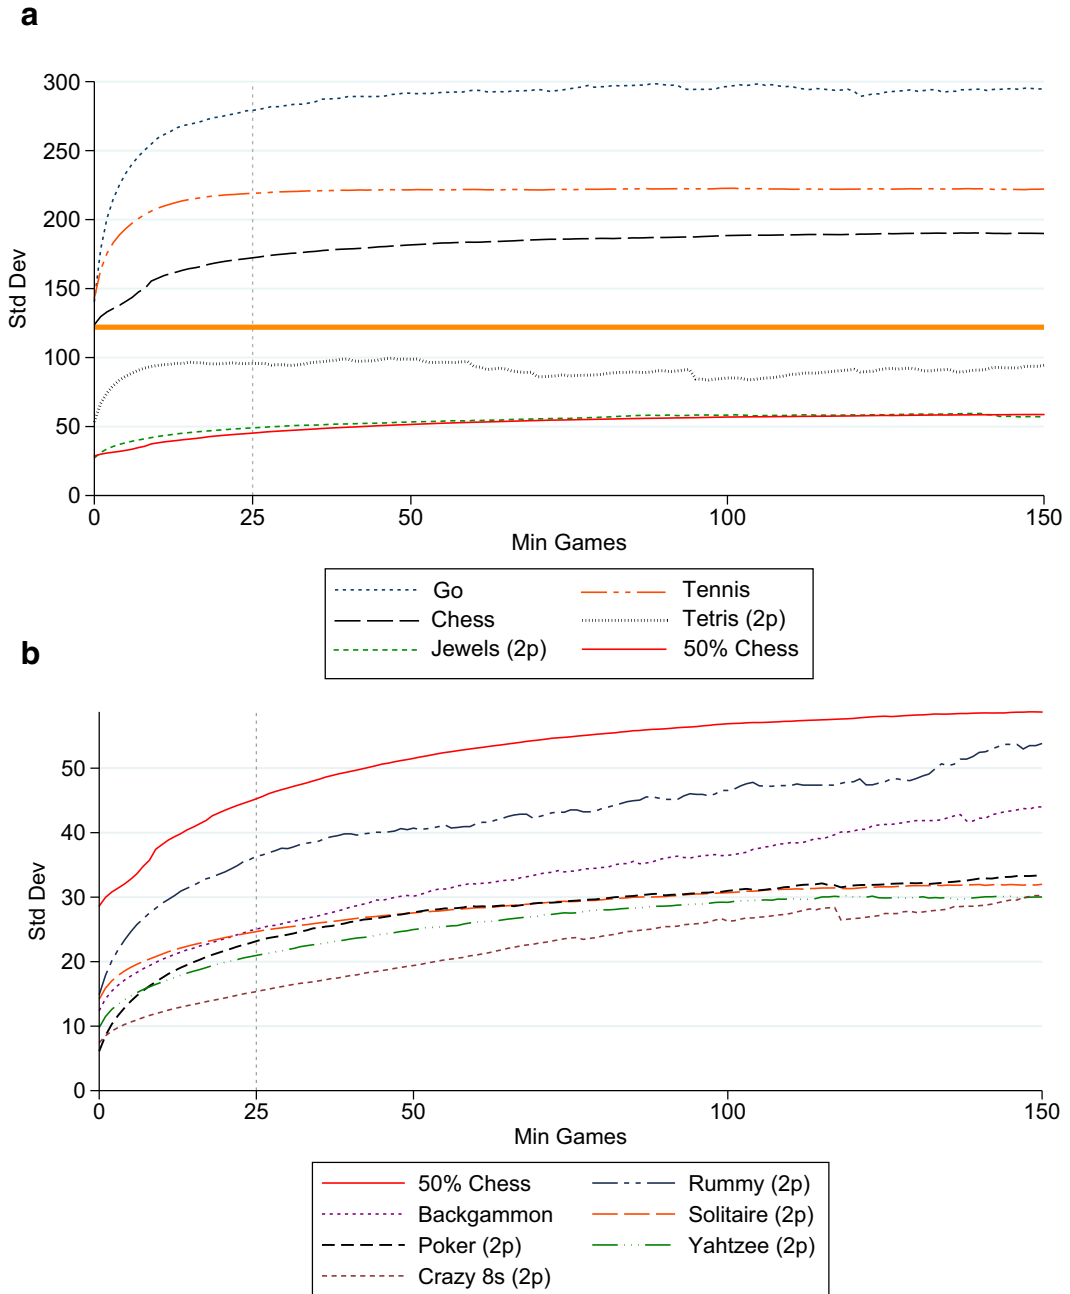 a
300
250
200
150
100
50
0
Std Dev
0 25 50 100 150
Min Games
Go Tennis
Chess Tetris (2p)
Jewels (2p) 50% Chess
b
50
40
30
20
10
0
Std Dev
0 25 50 100 150
Min Games
50% Chess Rummy (2p)
Backgammon Solitaire (2p)
Poker (2p) Yahtzee (2p)
Crazy 8s (2p)